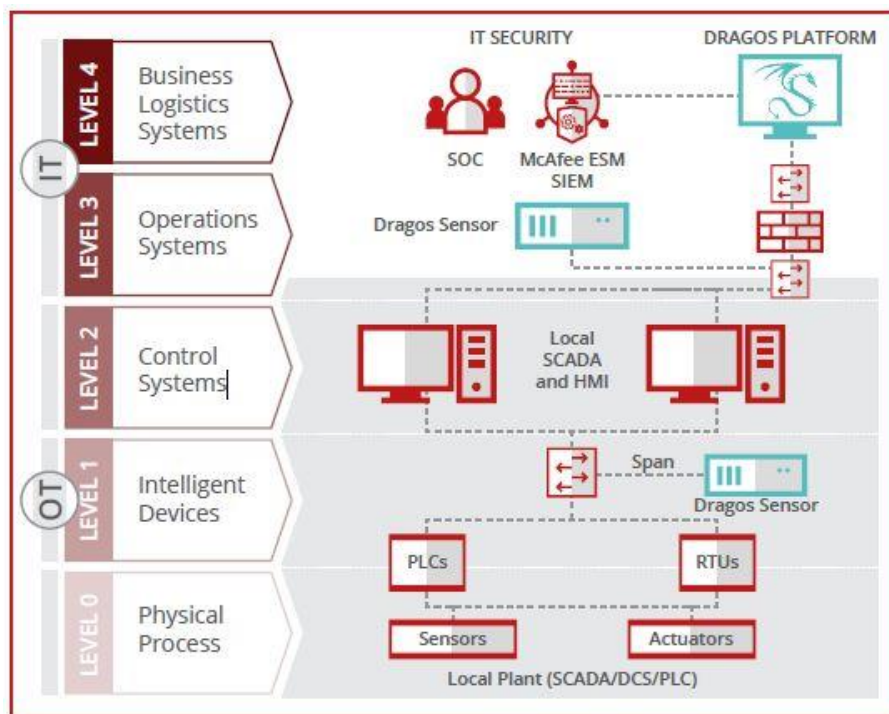 IT SECURITY
DRAGOS PLATFORM
LEVEL 4
Business
Logistics
Systems
SOC
McAfee ESM
SIEM
IT
LEVEL 3
Operations
Systems
Dragos Sensor
LEVEL 2
Control
Systems
Local
SCADA
and HMI
OT
LEVEL 1
Intelligent
Devices
Span
Dragos Sensor
PLCs
RTUs
LEVEL 0
Physical
Process
Sensors
Actuators
Local Plant (SCADA/DCS/PLC)